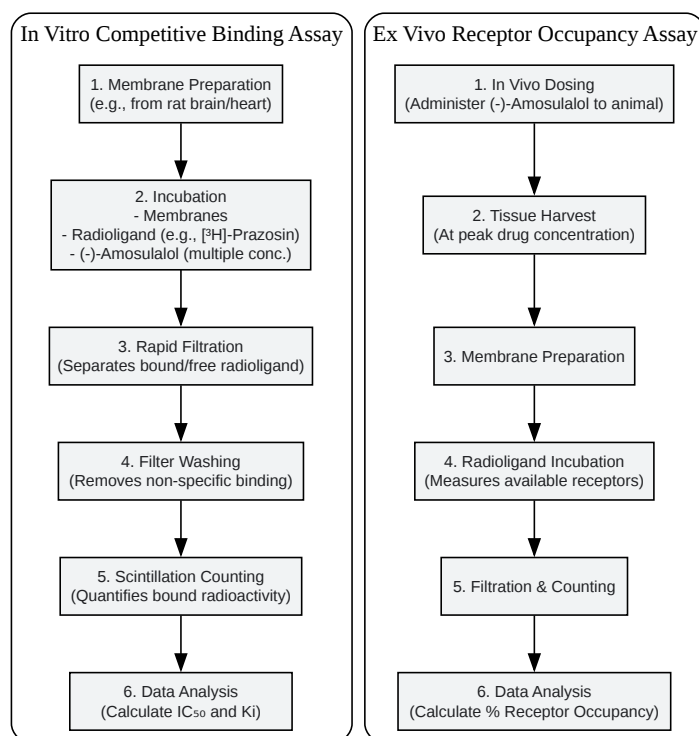 In Vitro Competitive Binding Assay
1. Membrane Preparation
(e.g., from rat brain/heart)
2. Incubation
- Membranes
- Radioligand (e.g., [³H]-Prazosin)
- (-)-Amosulalol (multiple conc.)
3. Rapid Filtration
(Separates bound/free radioligand)
4. Filter Washing
(Removes non-specific binding)
5. Scintillation Counting
(Quantifies bound radioactivity)
6. Data Analysis
(Calculate IC₅₀ and Ki)
Ex Vivo Receptor Occupancy Assay
1. In Vivo Dosing
(Administer (-)-Amosulalol to animal)
2. Tissue Harvest
(At peak drug concentration)
3. Membrane Preparation
4. Radioligand Incubation
(Measures available receptors)
5. Filtration & Counting
6. Data Analysis
(Calculate % Receptor Occupancy)